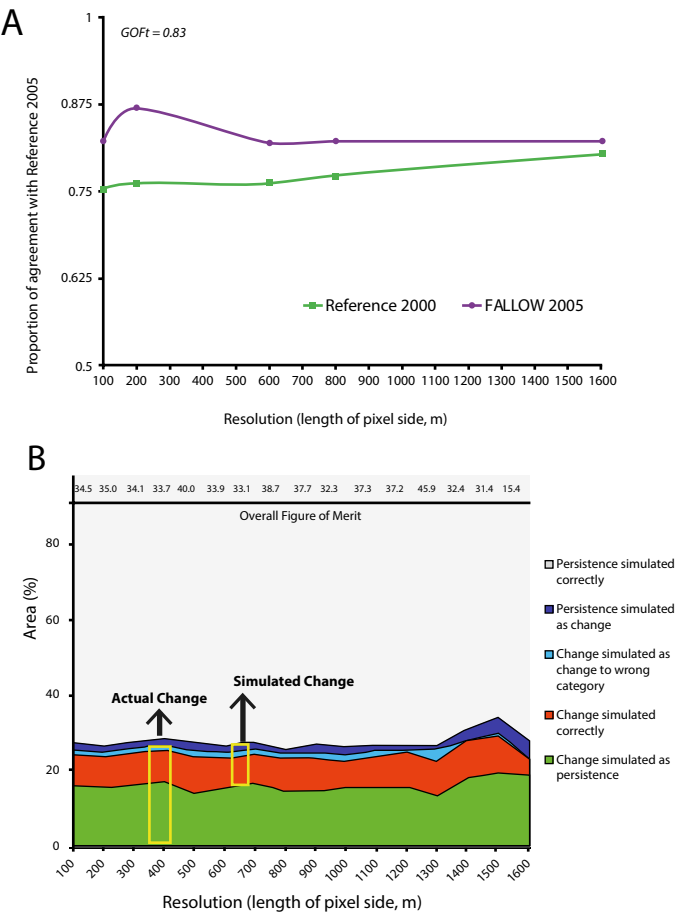 A
GOFt = 0.83
Proportion of agreement with Reference 2005
1
0.875
0.75
0.625
0.5
Reference 2000
FALLOW 2005
100 200 300 400 500 600 700 800 900 1000 1100 1200 1300 1400 1500 1600
Resolution (length of pixel side, m)
B
34.5 35.0 34.1 33.7 40.0 33.9 33.1 38.7 37.7 32.3 37.3 37.2 45.9 32.4 31.4 15.4
Overall Figure of Merit
Area (%)
80
60
40
20
0
Actual Change
Simulated Change
Persistence simulated
correctly
Persistence simulated
as change
Change simulated as
change to wrong
category
Change simulated
correctly
Change simulated as
persistence
100 200 300 400 500 600 700 800 900 1000 1100 1200 1300 1400 1500 1600
Resolution (length of pixel side, m)